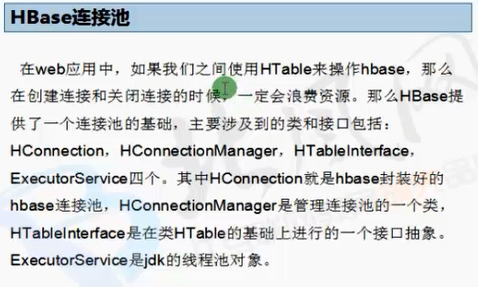 HBase连接池
在web应用中，如果我们之间使用HTable来操作hbase，那么
在创建连接和关闭连接的时候，一定会浪费资源。那么HBase提
供了一个连接池的基础，主要涉及到的类和接口包括：
HConnection，HConnectionManager，HTableInterface，
ExecutorService四个。其中HConnection就是hbase封装好的
hbase连接池，HConnectionManager是管理连接池的一个类，
HTableInterface是在类HTable的基础上进行的一个接口抽象。
ExecutorService是jdk的线程池对象。